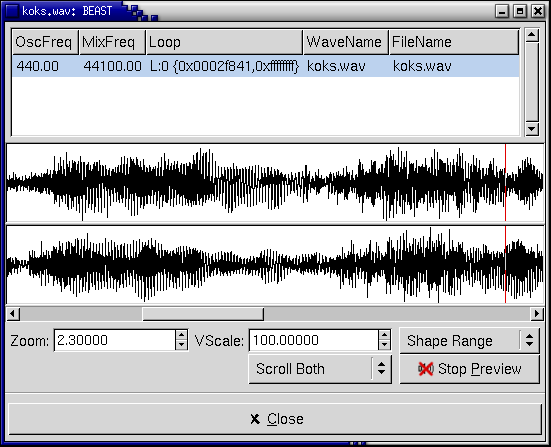 koks.wav: BEAST
OscFreq MixFreq Loop WaveName FileName
440.00 44100.00 L:0 {0x0002f841,0xffffffff} koks.wav koks.wav
Zoom: 2.30000 VScale: 100.00000 Shape Range
Scroll Both Stop Preview
Close